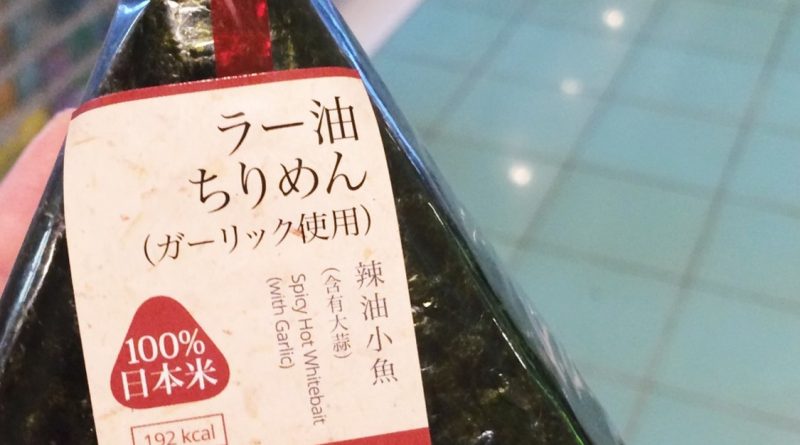 ラー油
ちりめん
(ガーリック使用)
辣油小魚
(含有大蒜)
Spicy Hot Whitebait
(with Garlic)
100%
日本米
192 kcal